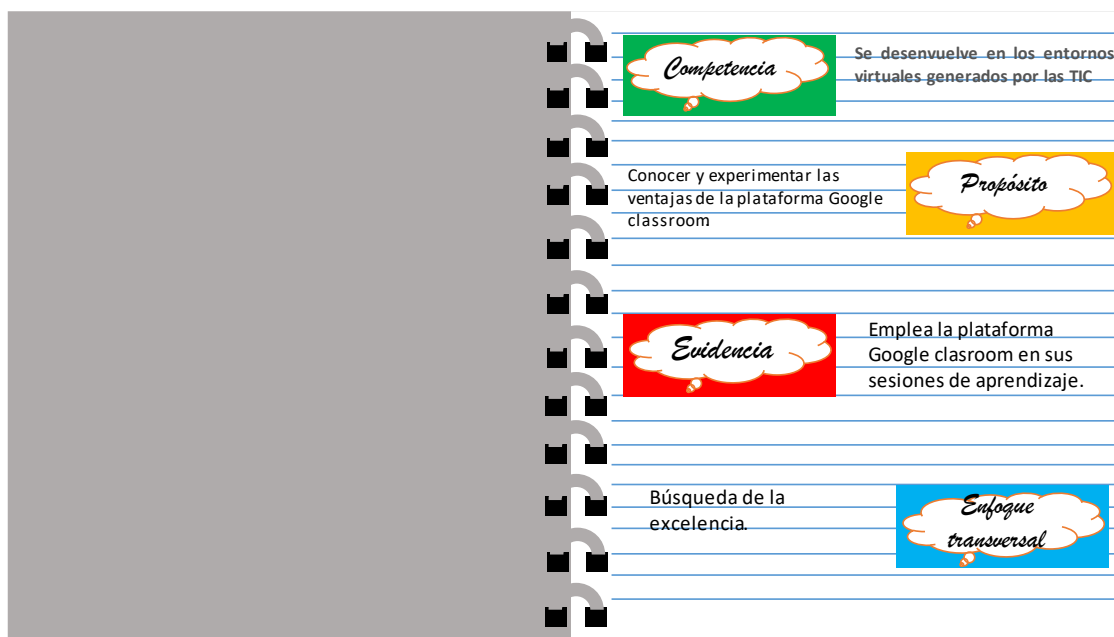 Competencia
Se desenvuelve en los entornos
virtuales generados por las TIC
Conocer y experimentar las
ventajas de la plataforma Google
classroom
Propósito
Evidencia
Emplea la plataforma
Google clasroom en sus
sesiones de aprendizaje.
Búsqueda de la
excelencia.
Enfoque
transversal